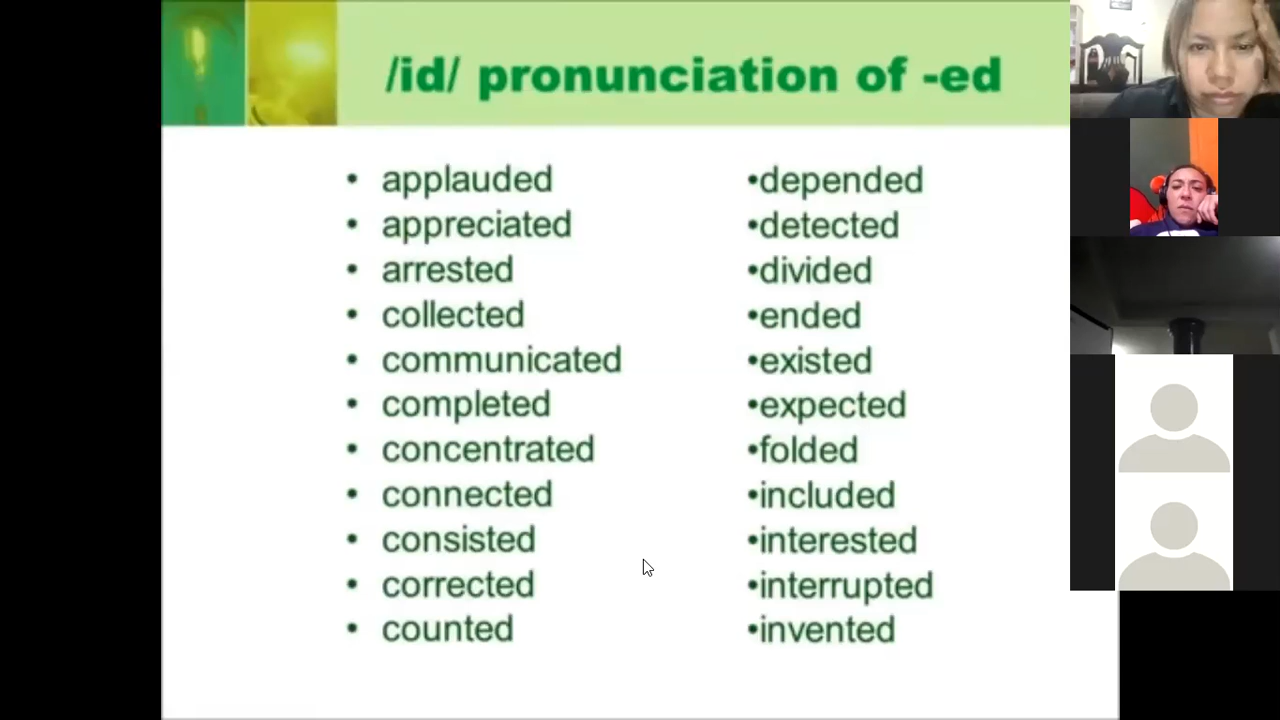 /id/ pronunciation of -ed
• applauded
• appreciated
• arrested
• collected
• communicated
• completed
• concentrated
• connected
• consisted
• corrected
• counted
•depended
•detected
•divided
•ended
•existed
•expected
•folded
•included
•interested
•interrupted
•invented